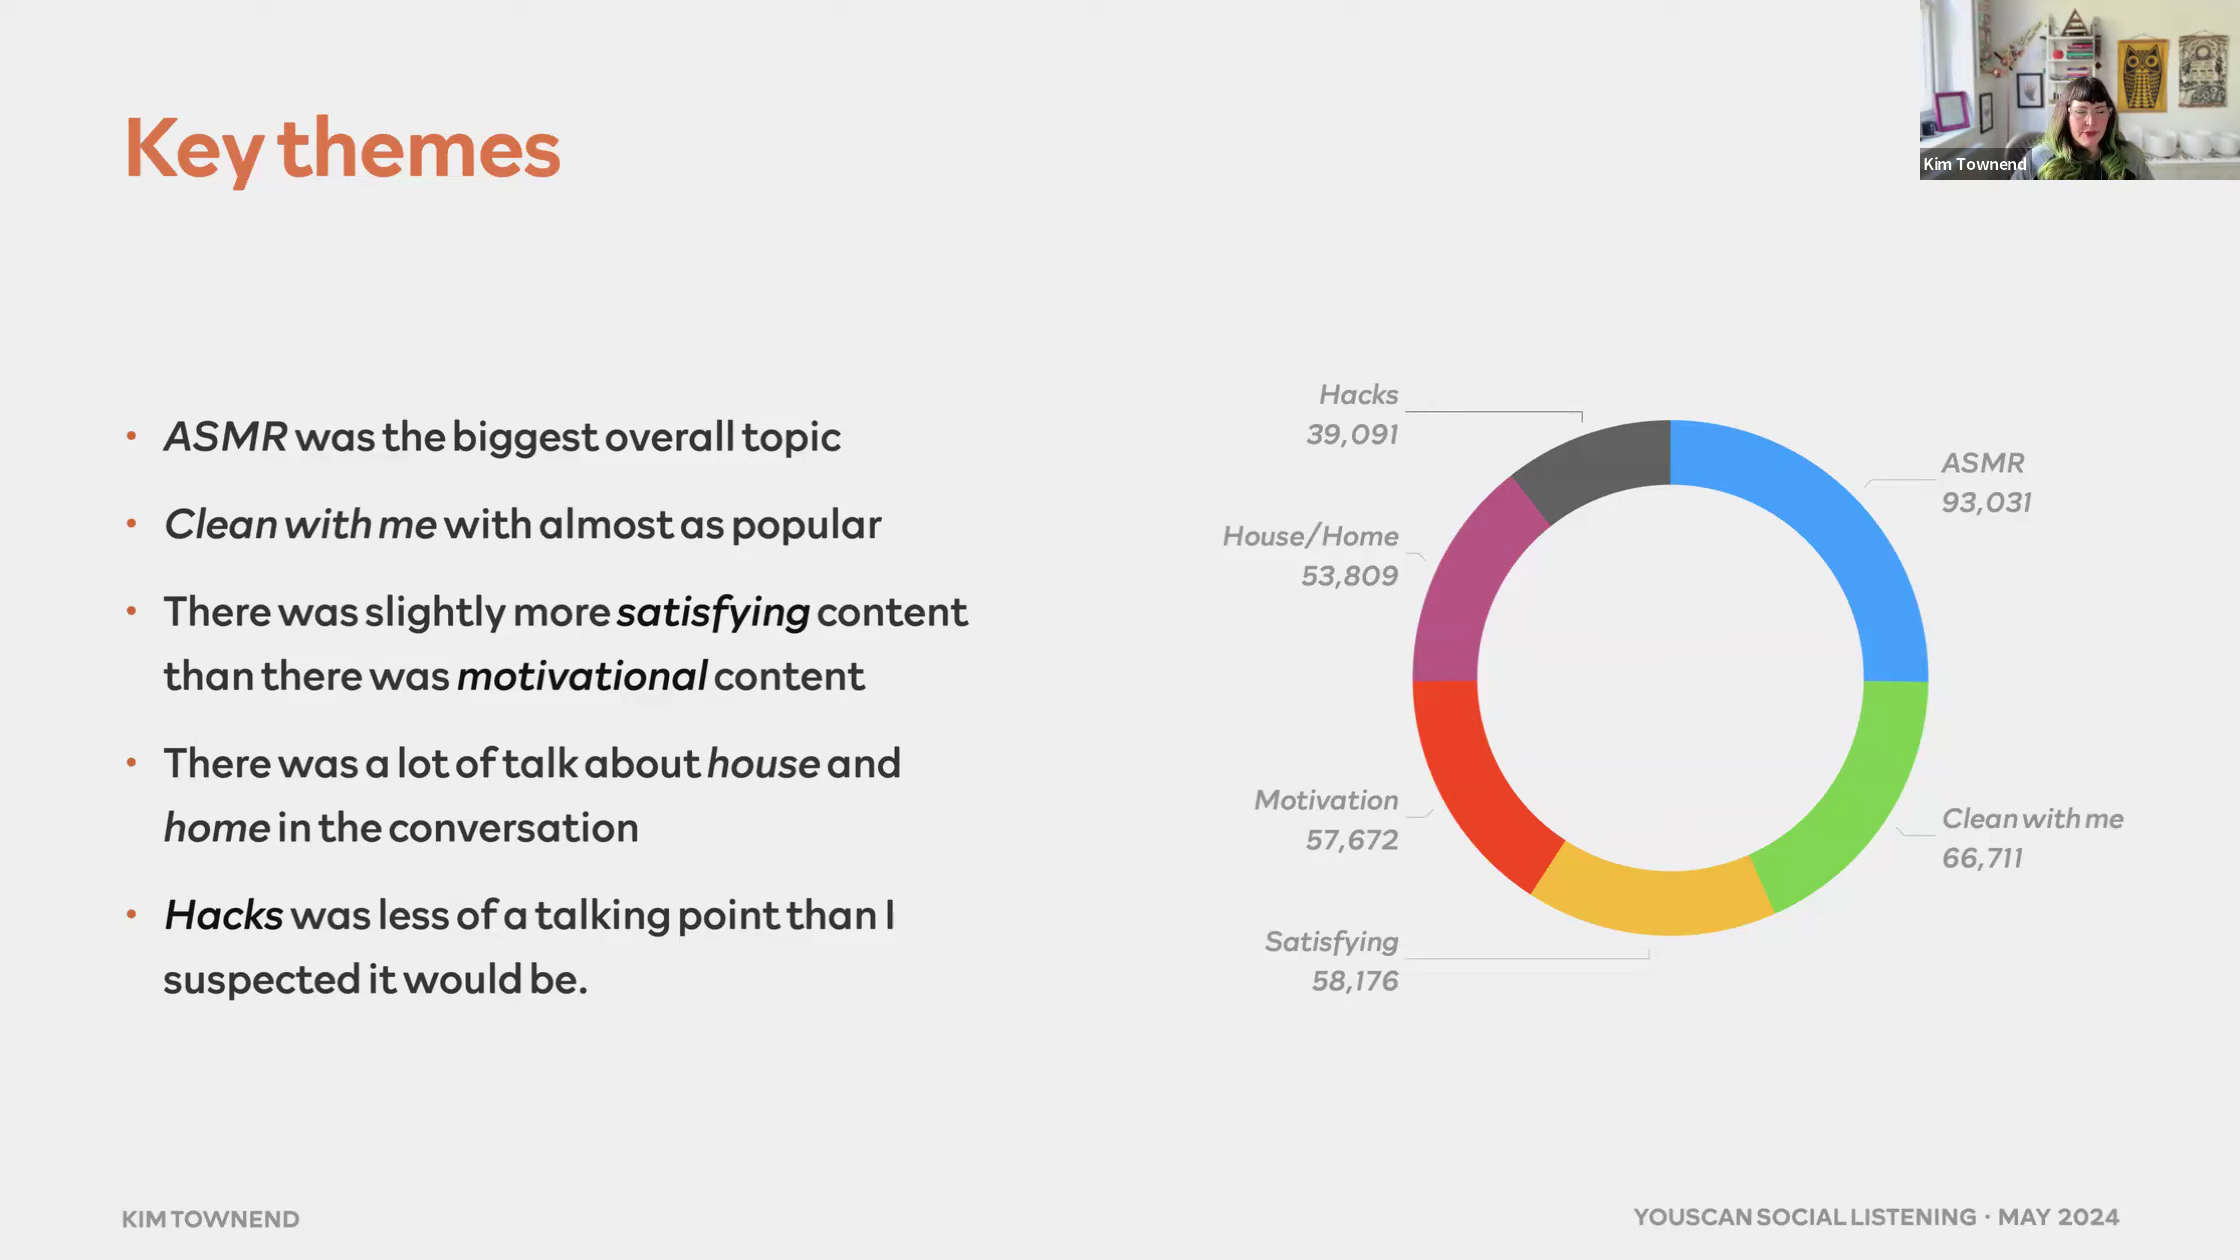 Key themes
Kim Townend
• ASMR was the biggest overall topic
• Clean with me with almost as popular
• There was slightly more satisfying content
than there was motivational content
• There was a lot of talk about house and
home in the conversation
• Hacks was less of a talking point than I
suspected it would be.
Hacks
39,091
ASMR
93,031
House/Home
53,809
Motivation
57,672
Clean with me
66,711
Satisfying
58,176
KIM TOWNEND
YOUSCAN SOCIAL LISTENING · MAY 2024